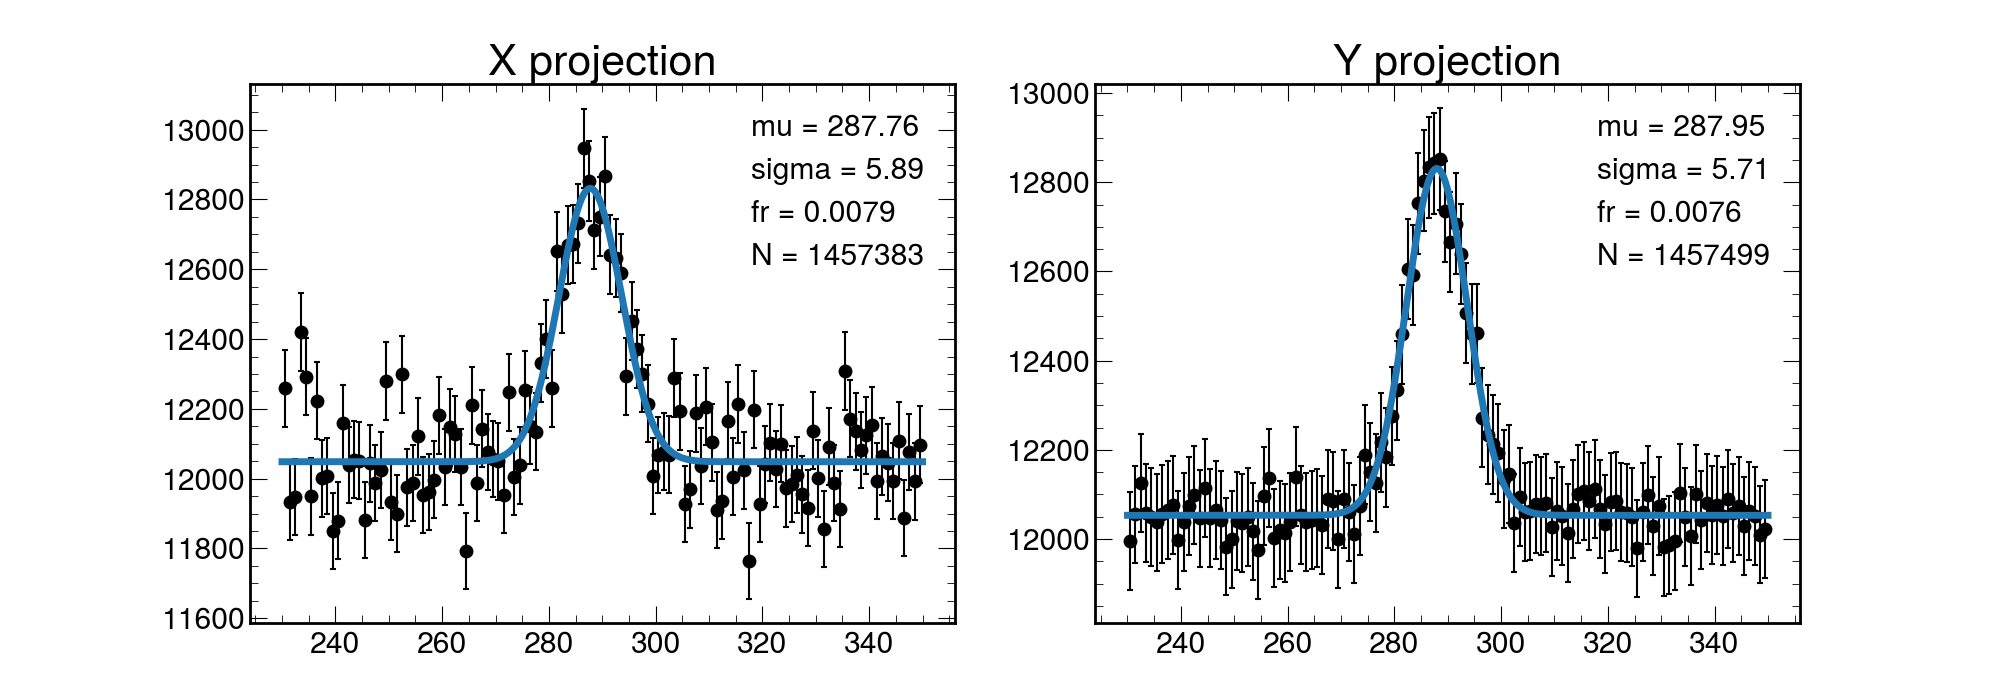 X projection
mu = 287.76
sigma = 5.89
fr = 0.0079
N = 1457383
13000
12800
12600
12400
12200
12000
11800
11600
240 260 280 300 320 340
Y projection
mu = 287.95
sigma = 5.71
fr = 0.0076
N = 1457499
13000
12800
12600
12400
12200
12000
240 260 280 300 320 340